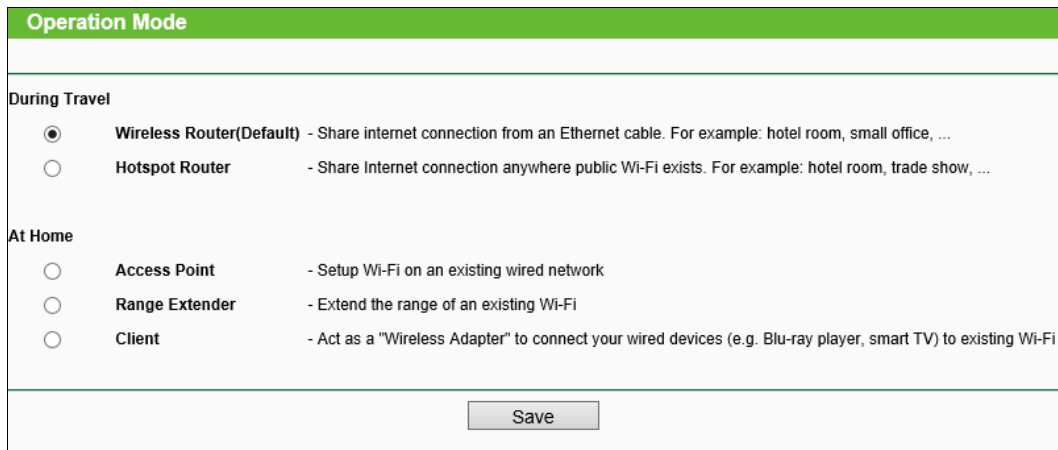 Operation Mode
During Travel
Wireless Router(Default) - Share internet connection from an Ethernet cable. For example: hotel room, small office, ...
Hotspot Router - Share Internet connection anywhere public Wi-Fi exists. For example: hotel room, trade show, ...
At Home
Access Point - Setup Wi-Fi on an existing wired network
Range Extender - Extend the range of an existing Wi-Fi
Client - Act as a "Wireless Adapter" to connect your wired devices (e.g. Blu-ray player, smart TV) to existing Wi-Fi
Save